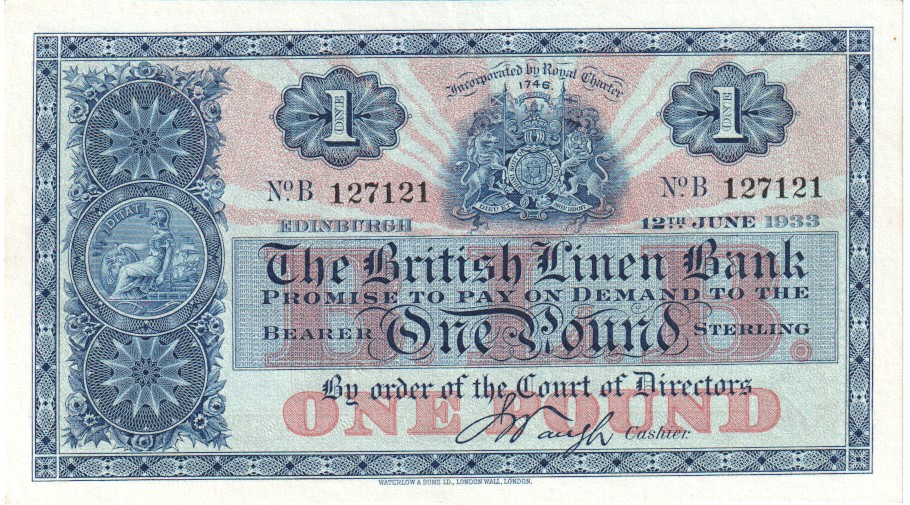 Incorporated by Royal Charter
1746.
1
ONE
1
ONE
No. B 127121
No. B 127121
EDINBURGH
12TH JUNE 1933
DITAT
The British Linen Bank
PROMISE TO PAY ON DEMAND TO THE
BEARER One Pound STERLING
B.L.B.
By order of the Court of Directors
ONE POUND
Cashier.
WATERLOW & SONS LD., LONDON WALL, LONDON.